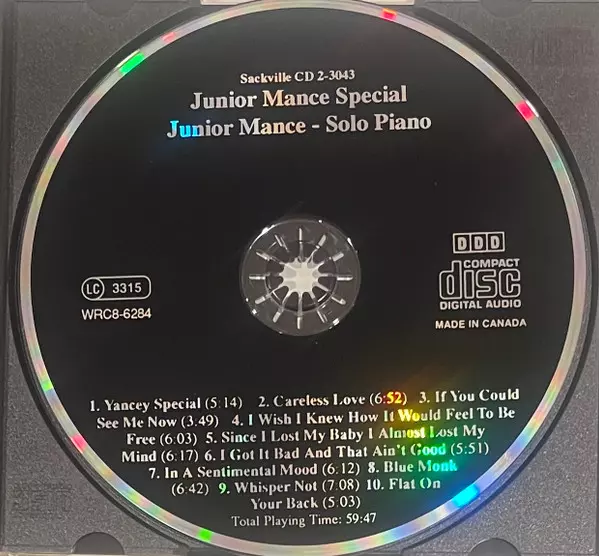 Sackville CD 2-3043
Junior Mance Special
Junior Mance - Solo Piano
DDD
COMPACT
disc
DIGITAL AUDIO
MADE IN CANADA
LC 3315
WRC8-6284
1. Yancey Special (5:14) 2. Careless Love (6:52) 3. If You Could
See Me Now (3.49) 4. I Wish I Knew How It Would Feel To Be
Free (6:03) 5. Since I Lost My Baby I Almost Lost My
Mind (6:17) 6. I Got It Bad And That Ain't Good (5:51)
7. In A Sentimental Mood (6:12) 8. Blue Monk
(6:42) 9. Whisper Not (7:08) 10. Flat On
Your Back (5:03)
Total Playing Time: 59:47